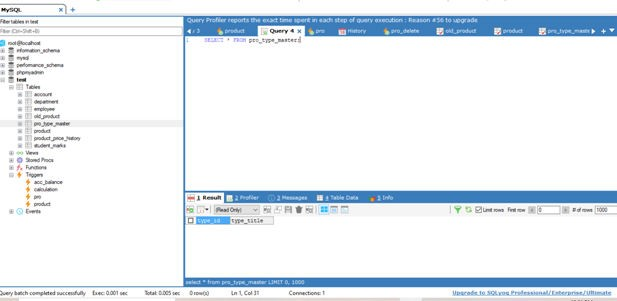 MySQL
Filter tables in test
Filter (Ctrl+Shift+B)
root@localhost
information_schema
mysql
performance_schema
phpmyadmin
test
Tables
account
department
employee
old_product
pro_type_master
product
product_price_history
student_marks
Views
Stored Procs
Functions
Triggers
acc_balance
calculation
pro
product
Events
Query Profiler reports the exact time spent in each step of query execution : Reason #56 to upgrade
/ 3 product Query 4 pro History pro_delete old_product product pro_type_maste
1 SELECT * FROM pro_type_master;
1 Result 2 Profiler 3 Messages 4 Table Data 5 Info
(Read Only) Limit rows First row 0 # of rows 1000
type_id type_title
select * from pro_type_master LIMIT 0, 1000
Query batch completed successfully Exec: 0.001 sec Total: 0.005 sec 0 row(s) Ln 1, Col 31 Connections: 1 Upgrade to SQLyog Professional/Enterprise/Ultimate